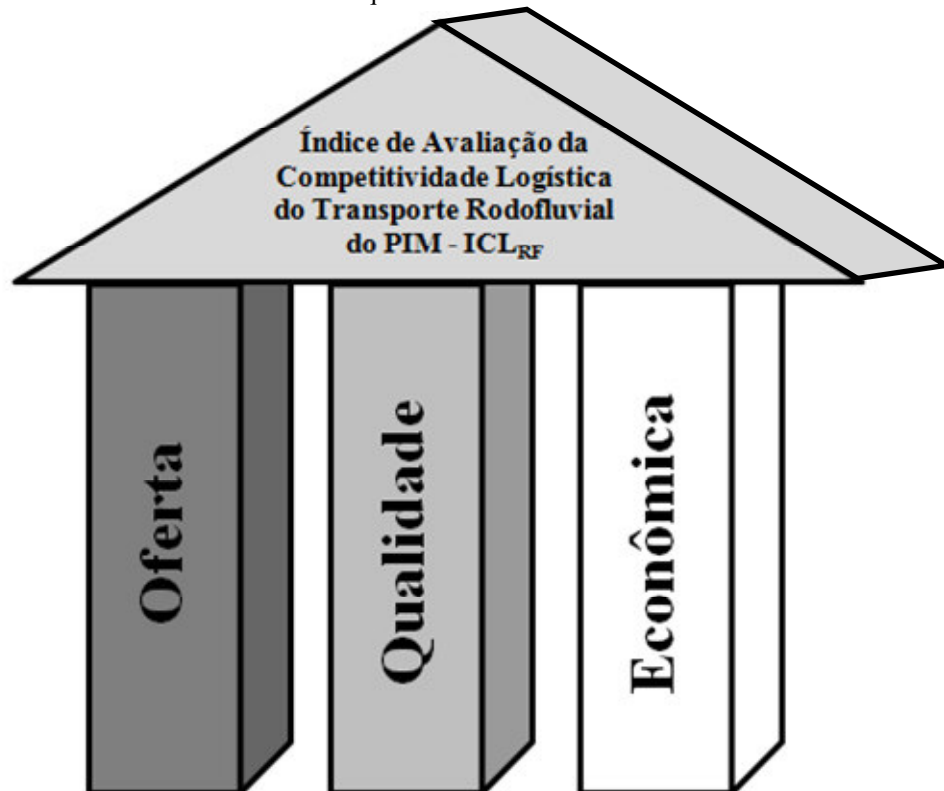 Índice de Avaliação da
Competitividade Logística
do Transporte Rodofluvial
do PIM - ICLRF
Oferta
Qualidade
Econômica